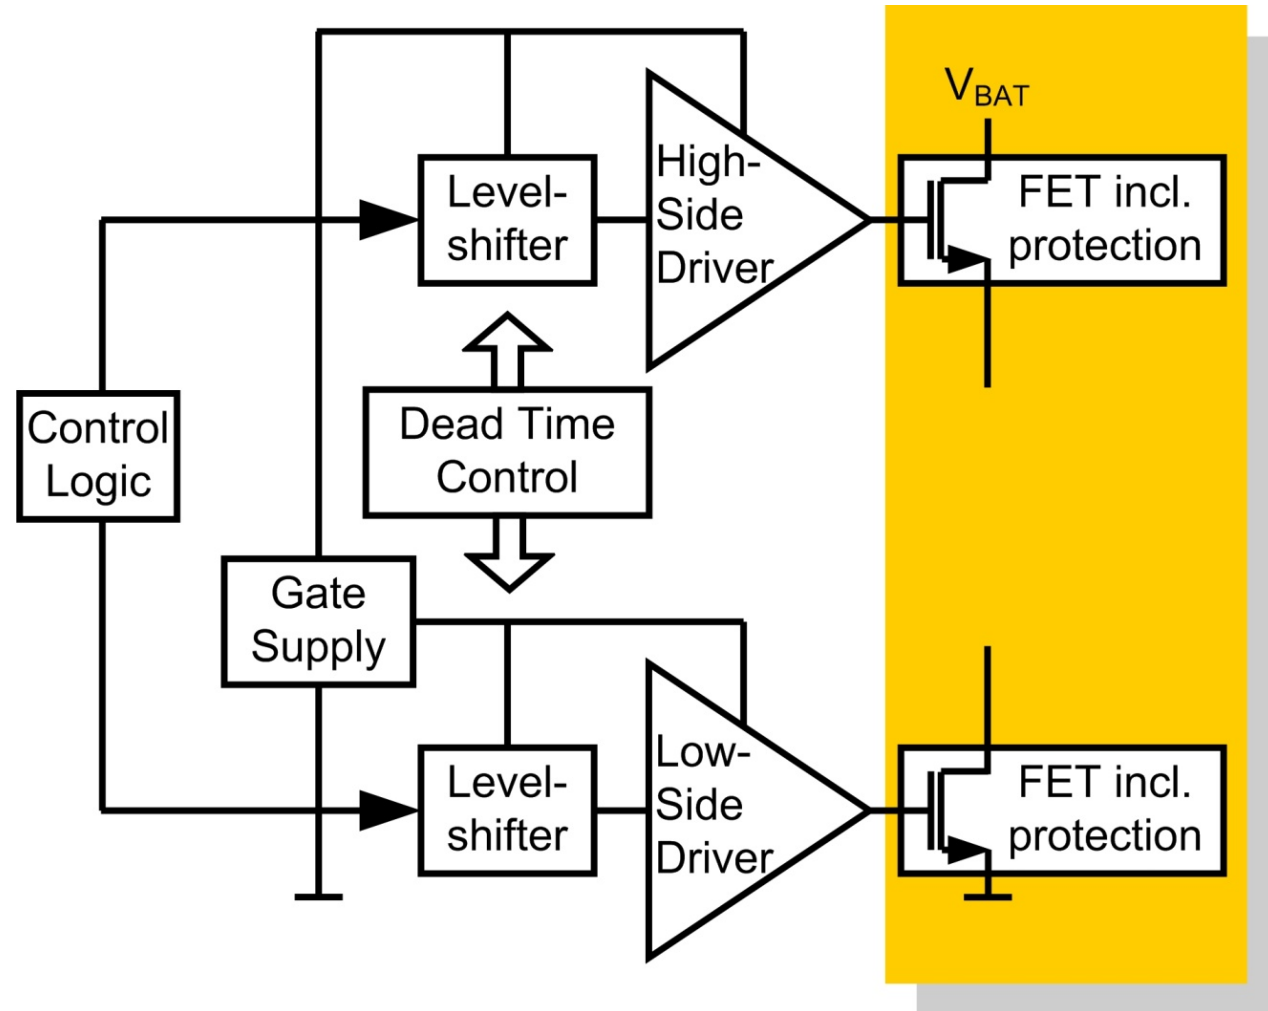 V_BAT
High-
Side
Driver
Level-
shifter
FET incl.
protection
Control
Logic
Dead Time
Control
Gate
Supply
Low-
Side
Driver
Level-
shifter
FET incl.
protection